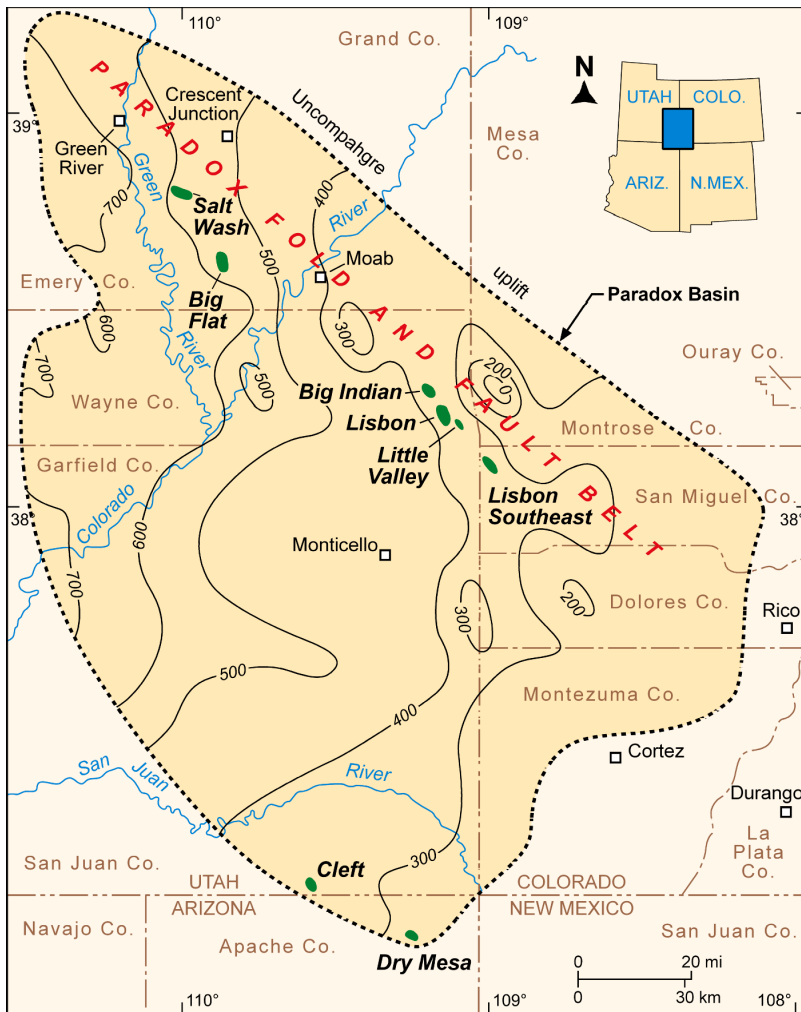 110°
109°
Grand Co.
N
UTAH
COLO.
ARIZ.
N.MEX.
39°
PARADOX FOLD AND FAULT BELT
Crescent
Junction
Uncompahgre
uplift
Mesa
Co.
Green
River
Green
River
700
400
River
Salt
Wash
500
Moab
Emery Co.
Big
Flat
Paradox Basin
600
300
200
0
Ouray Co.
700
500
Big Indian
Wayne Co.
Lisbon
Montrose Co.
Little
Valley
Garfield Co.
Lisbon
Southeast
San Miguel Co.
38°
38°
Colorado
600
Monticello
700
300
200
Dolores Co.
Rico
500
Montezuma Co.
400
San Juan River
Cortez
Durango
La
Plata
Co.
300
San Juan Co.
Cleft
UTAH
COLORADO
ARIZONA
NEW MEXICO
Navajo Co.
Apache Co.
San Juan Co.
Dry Mesa
0
20 mi
0
30 km
110°
109°
108°